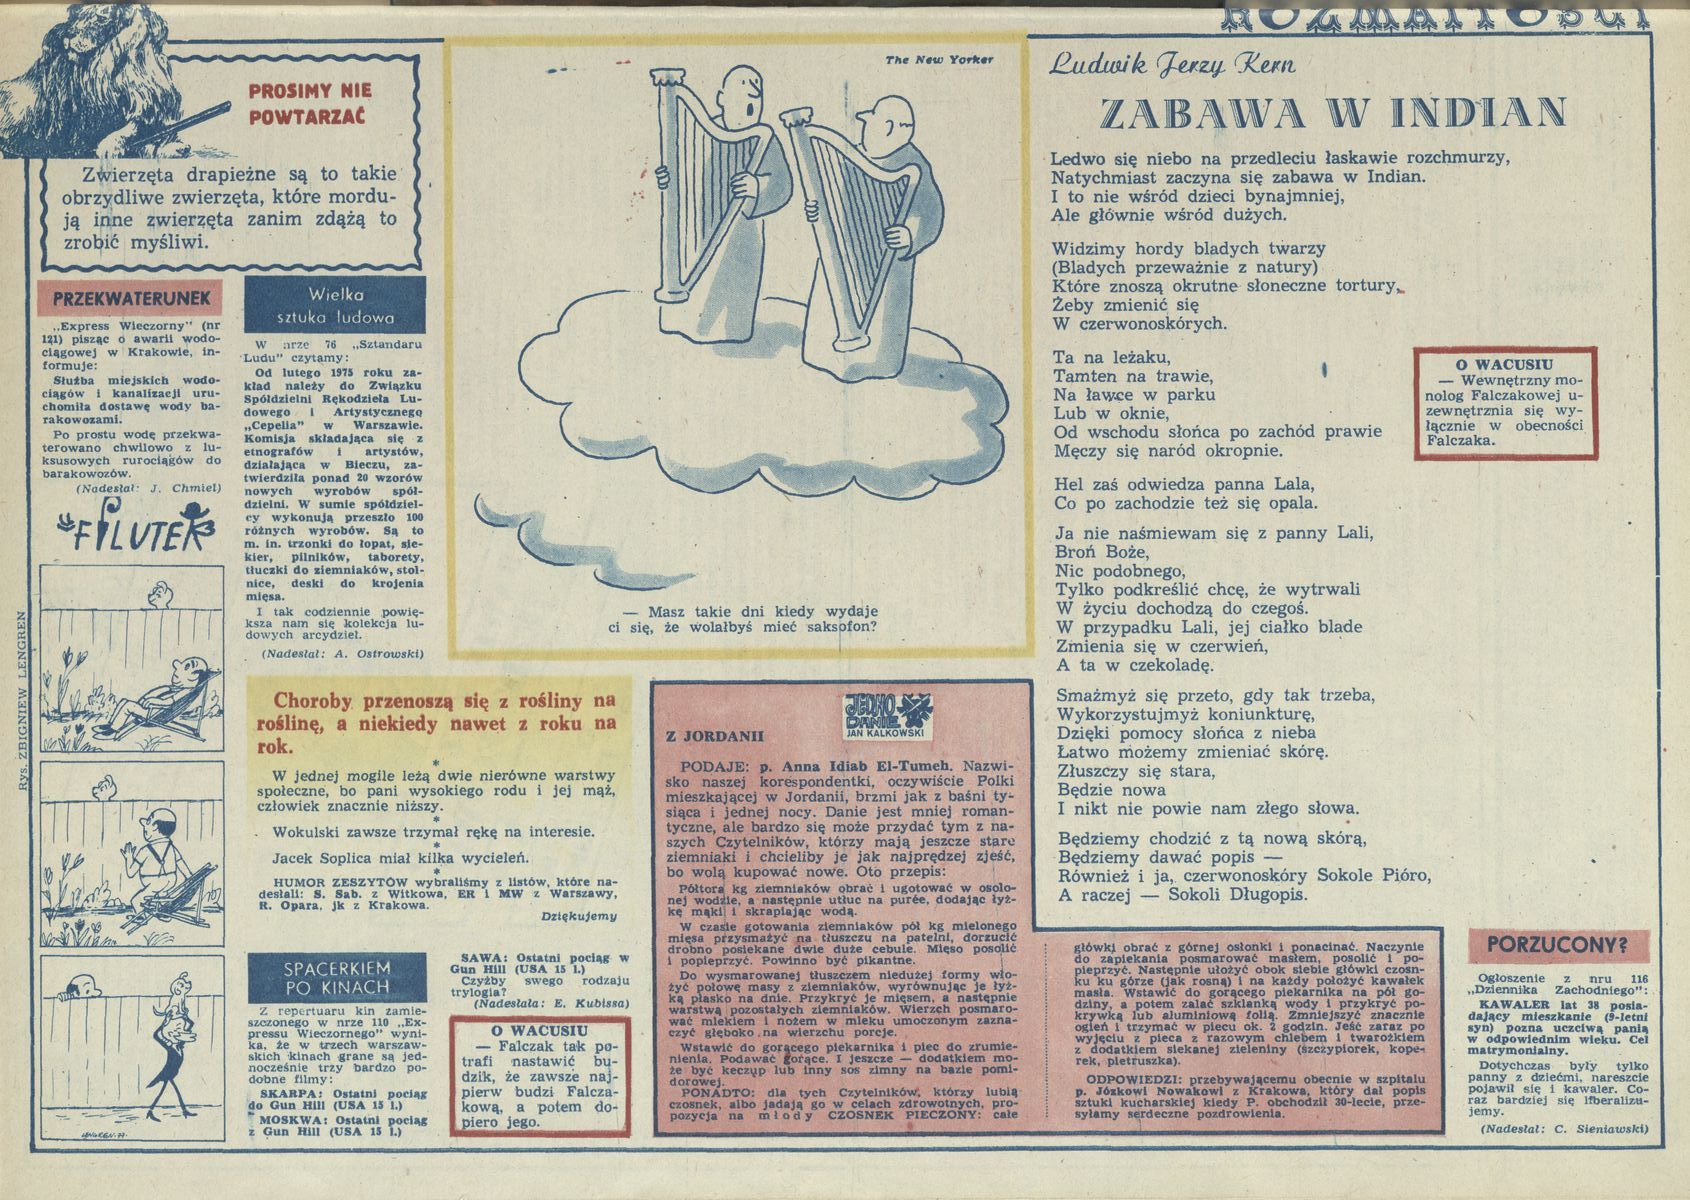 ROZMAITOŚCI
PROSIMY NIE
POWTARZAĆ
Zwierzęta drapieżne są to takie
obrzydliwe zwierzęta, które mordu-
ją inne zwierzęta zanim zdążą to
zrobić myśliwi.
PRZEKWATERUNEK
„Express Wieczorny” (nr
121) pisząc o awarii wodo-
ciągowej w Krakowie, in-
formuje:
Służba miejskich wodo-
ciągów i kanalizacji uru-
chomiła dostawę wody ba-
rakowozami.
Po prostu wodę przekwa-
terowano chwilowo z lu-
ksusowych rurociągów do
barakowozów.
(Nadesłał: J. Chmiel)
„FILUTEK”
Rys. ZBIGNIEW LENGREN
LENGREN-77
Wielka
sztuka ludowa
W nrze 76 „Sztandaru
Ludu” czytamy:
Od lutego 1975 roku za-
kład należy do Związku
Spółdzielni Rękodzieła Lu-
dowego i Artystycznego
„Cepelia” w Warszawie.
Komisja składająca się z
etnografów i artystów,
działająca w Bieczu, za-
twierdziła ponad 20 wzorów
nowych wyrobów spół-
dzielni. W sumie spółdziel-
cy wykonują przeszło 100
różnych wyrobów. Są to
m. in. trzonki do łopat, sie-
kier, pilników, taborety,
tłuczki do ziemniaków, stol-
nice, deski do krojenia
mięsa.
I tak codziennie powię-
ksza nam się kolekcja lu-
dowych arcydzieł.
(Nadesłał: A. Ostrowski)
The New Yorker
— Masz takie dni kiedy wydaje
ci się, że wolałbyś mieć saksofon?
Choroby przenoszą się z rośliny na
roślinę, a niekiedy nawet z roku na
rok.
*
W jednej mogile leżą dwie nierówne warstwy
społeczne, bo pani wysokiego rodu i jej mąż,
człowiek znacznie niższy.
*
Wokulski zawsze trzymał rękę na interesie.
*
Jacek Soplica miał kilka wycieleń.
*
HUMOR ZESZYTÓW wybraliśmy z listów, które na-
desłali: S. Sab. z Witkowa, ER i MW z Warszawy,
R. Opara, jk z Krakowa.
Dziękujemy
SPACERKIEM
PO KINACH
Z repertuaru kin zamie-
szczonego w nrze 110 „Ex-
pressu Wieczornego” wyni-
ka, że w trzech warszaw-
skich kinach grane są jed-
nocześnie trzy bardzo po-
dobne filmy:
SKARPA: Ostatni pociąg
do Gun Hill (USA 15 l.)
MOSKWA: Ostatni pociąg
z Gun Hill (USA 15 l.)
SAWA: Ostatni pociąg w
Gun Hill (USA 15 l.)
Czyżby swego rodzaju
trylogia?
(Nadesłała: E. Kubissa)
O WACUSIU
— Falczak tak po-
trafi nastawić bu-
dzik, że zawsze naj-
pierw budzi Falcza-
kową, a potem do-
piero jego.
JEDNO
DANIE
JAN KALKOWSKI
Z JORDANII
PODAJE: p. Anna Idiab El-Tumeh. Nazwi-
sko naszej korespondentki, oczywiście Polki
mieszkającej w Jordanii, brzmi jak z baśni ty-
siąca i jednej nocy. Danie jest mniej roman-
tyczne, ale bardzo się może przydać tym z na-
szych Czytelników, którzy mają jeszcze stare
ziemniaki i chcieliby je jak najprędzej zjeść,
bo wolą kupować nowe. Oto przepis:
Półtora kg ziemniaków obrać i ugotować w osolo-
nej wodzie, a następnie utłuc na purée, dodając łyż-
kę mąki i skrapiając wodą.
W czasie gotowania ziemniaków pół kg mielonego
mięsa przysmażyć na tłuszczu na patelni, dorzucić
drobno posiekane dwie duże cebule. Mięso posolić
i popieprzyć. Powinno być pikantne.
Do wysmarowanej tłuszczem niedużej formy wło-
żyć połowę masy z ziemniaków, wyrównując je łyż-
ką płasko na dnie. Przykryć je mięsem, a następnie
warstwą pozostałych ziemniaków. Wierzch posmaro-
wać mlekiem i nożem w mleku umoczonym zazna-
czyć głęboko na wierzchu porcje.
Wstawić do gorącego piekarnika i piec do zrumie-
nienia. Podawać gorące. I jeszcze — dodatkiem mo-
że być keczup lub inny sos zimny na bazie pomi-
dorowej.
PONADTO: dla tych Czytelników, którzy lubią
czosnek, albo jadają go w celach zdrowotnych, pro-
pozycja na młody CZOSNEK PIECZONY: całe
główki obrać z górnej osłonki i ponacinać. Naczynie
do zapiekania posmarować masłem, posolić i po-
pieprzyć. Następnie ułożyć obok siebie główki czosn-
ku ku górze (jak rosną) i na każdy położyć kawałek
masła. Wstawić do gorącego piekarnika na pół go-
dziny, a potem zalać szklanką wody i przykryć po-
krywką lub aluminiową folią. Zmniejszyć znacznie
ogień i trzymać w piecu ok. 2 godzin. Jeść zaraz po
wyjęciu z pieca z razowym chlebem i twarożkiem
z dodatkiem siekanej zieleniny (szczypiorek, kope-
rek, pietruszka).
ODPOWIEDZI: przebywającemu obecnie w szpitalu
p. Józkowi Nowakowi z Krakowa, który dał popis
sztuki kucharskiej kiedy P. obchodził 30-lecie, prze-
syłamy serdeczne pozdrowienia.
Ludwik Jerzy Kern
ZABAWA W INDIAN
Ledwo się niebo na przedleciu łaskawie rozchmurzy,
Natychmiast zaczyna się zabawa w Indian.
I to nie wśród dzieci bynajmniej,
Ale głównie wśród dużych.
Widzimy hordy bladych twarzy
(Bladych przeważnie z natury)
Które znoszą okrutne słoneczne tortury,
Żeby zmienić się
W czerwonoskórych.
Ta na leżaku,
Tamten na trawie,
Na ławce w parku
Lub w oknie,
Od wschodu słońca po zachód prawie
Męczy się naród okropnie.
Hel zaś odwiedza panna Lala,
Co po zachodzie też się opala.
Ja nie naśmiewam się z panny Lali,
Broń Boże,
Nic podobnego,
Tylko podkreślić chcę, że wytrwali
W życiu dochodzą do czegoś.
W przypadku Lali, jej ciałko blade
Zmienia się w czerwień,
A ta w czekoladę.
Smażmyż się przeto, gdy tak trzeba,
Wykorzystujmyż koniunkturę,
Dzięki pomocy słońca z nieba
Łatwo możemy zmieniać skórę.
Złuszczy się stara,
Będzie nowa
I nikt nie powie nam złego słowa.
Będziemy chodzić z tą nową skórą,
Będziemy dawać popis —
Również i ja, czerwonoskóry Sokole Pióro,
A raczej — Sokoli Długopis.
O WACUSIU
— Wewnętrzny mo-
nolog Falczakowej u-
zewnętrznia się wy-
łącznie w obecności
Falczaka.
PORZUCONY?
Ogłoszenie z nru 116
„Dziennika Zachodniego”:
KAWALER lat 38 posia-
dający mieszkanie (9-letni
syn) pozna uczciwą panią
w odpowiednim wieku. Cel
matrymonialny.
Dotychczas były tylko
panny z dziećmi, nareszcie
pojawił się i kawaler. Co-
raz bardziej się liberalizu-
jemy.
(Nadesłał: C. Sieniawski)